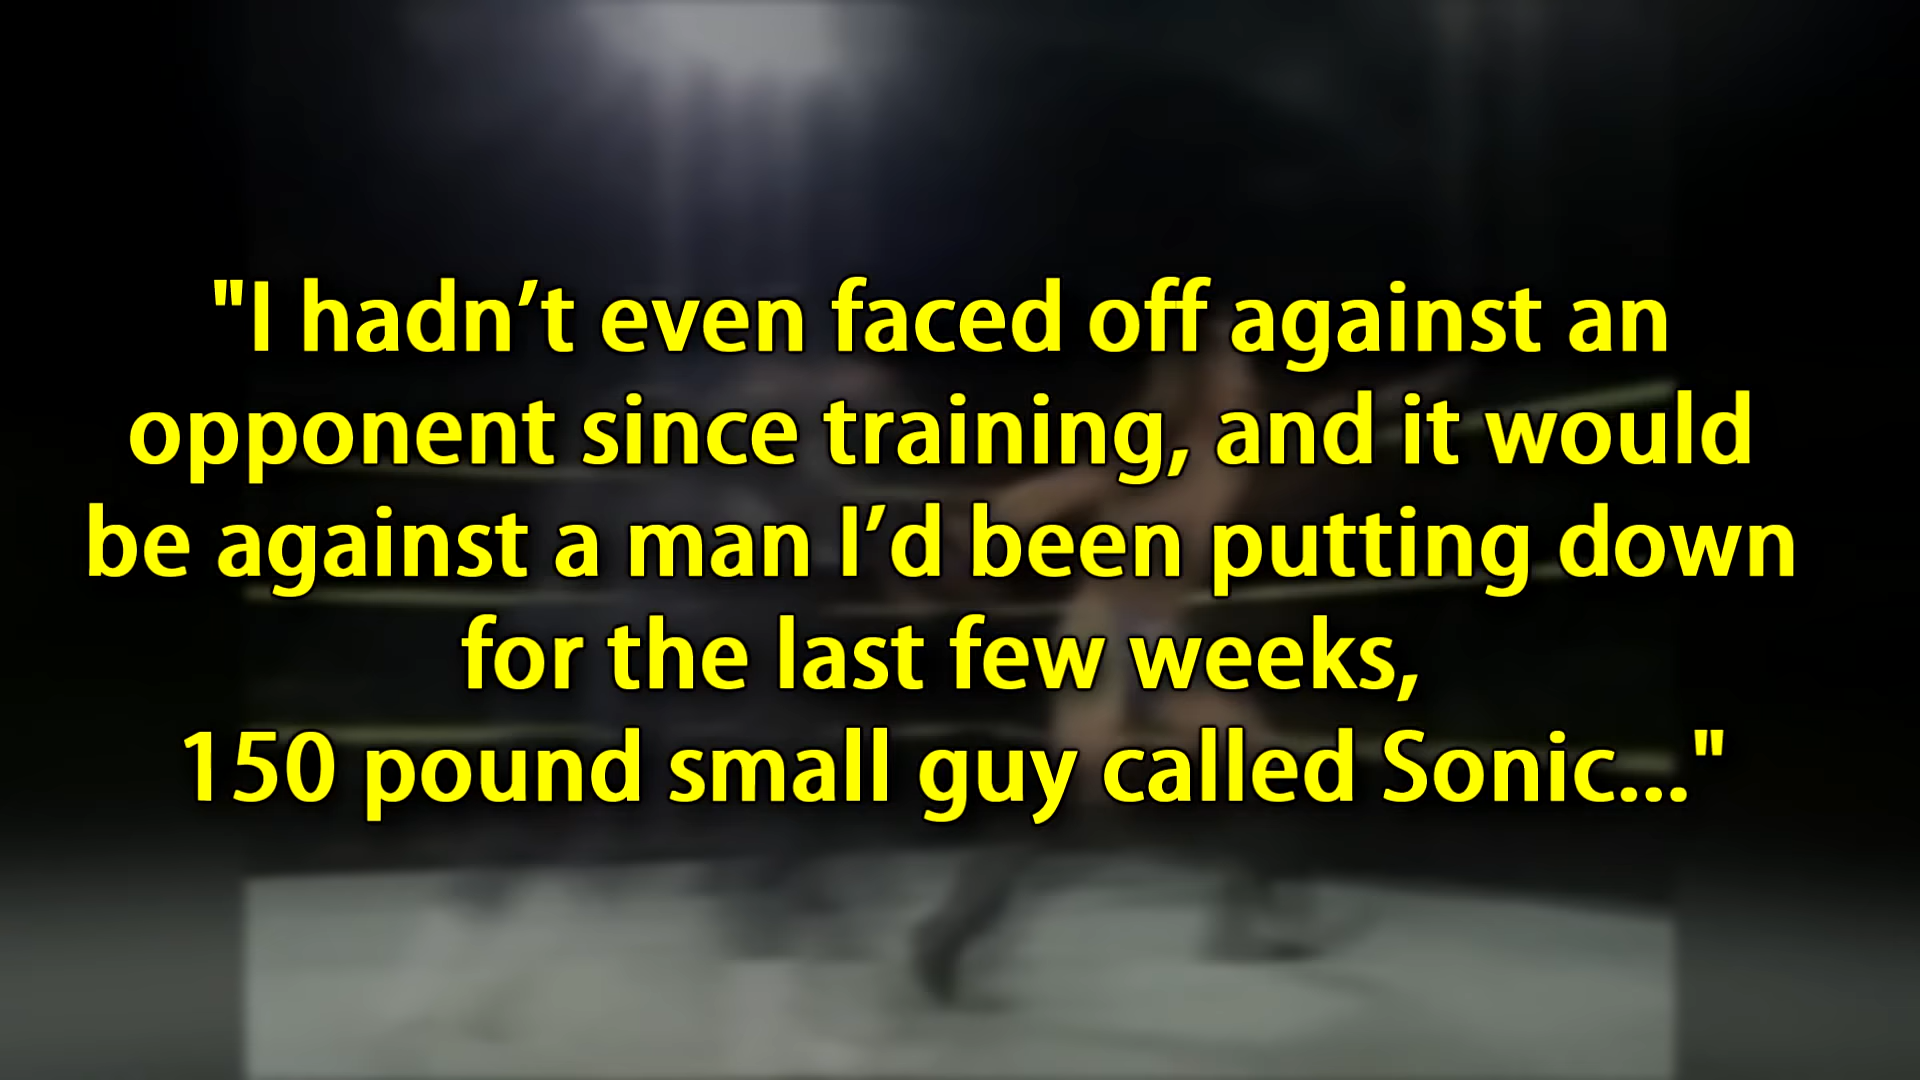 "I hadn’t even faced off against an
opponent since training, and it would
be against a man I’d been putting down
for the last few weeks,
150 pound small guy called Sonic..."